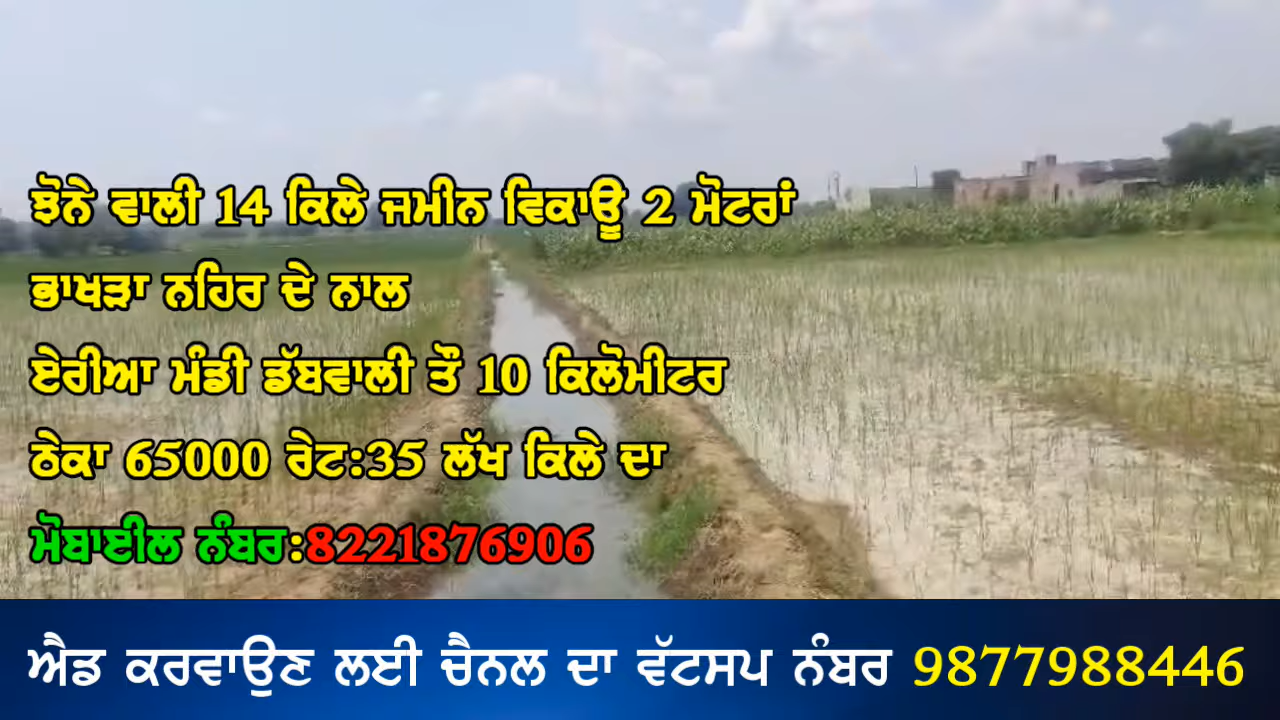 ਝੋਨੇ ਵਾਲੀ 14 ਕਿਲੇ ਜਮੀਨ ਵਿਕਾਊ 2 ਮੋਟਰਾਂ
ਭਾਖੜਾ ਨਹਿਰ ਦੇ ਨਾਲ
ਏਰੀਆ ਮੰਡੀ ਡੱਬਵਾਲੀ ਤੌ 10 ਕਿਲੋਮੀਟਰ
ਠੇਕਾ 65000 ਰੇਟ:35 ਲੱਖ ਕਿਲੇ ਦਾ
ਮੋਬਾਈਲ ਨੰਬਰ:8221876906
ਐਡ ਕਰਵਾਉਣ ਲਈ ਚੈਨਲ ਦਾ ਵੱਟਸਪ ਨੰਬਰ 9877988446